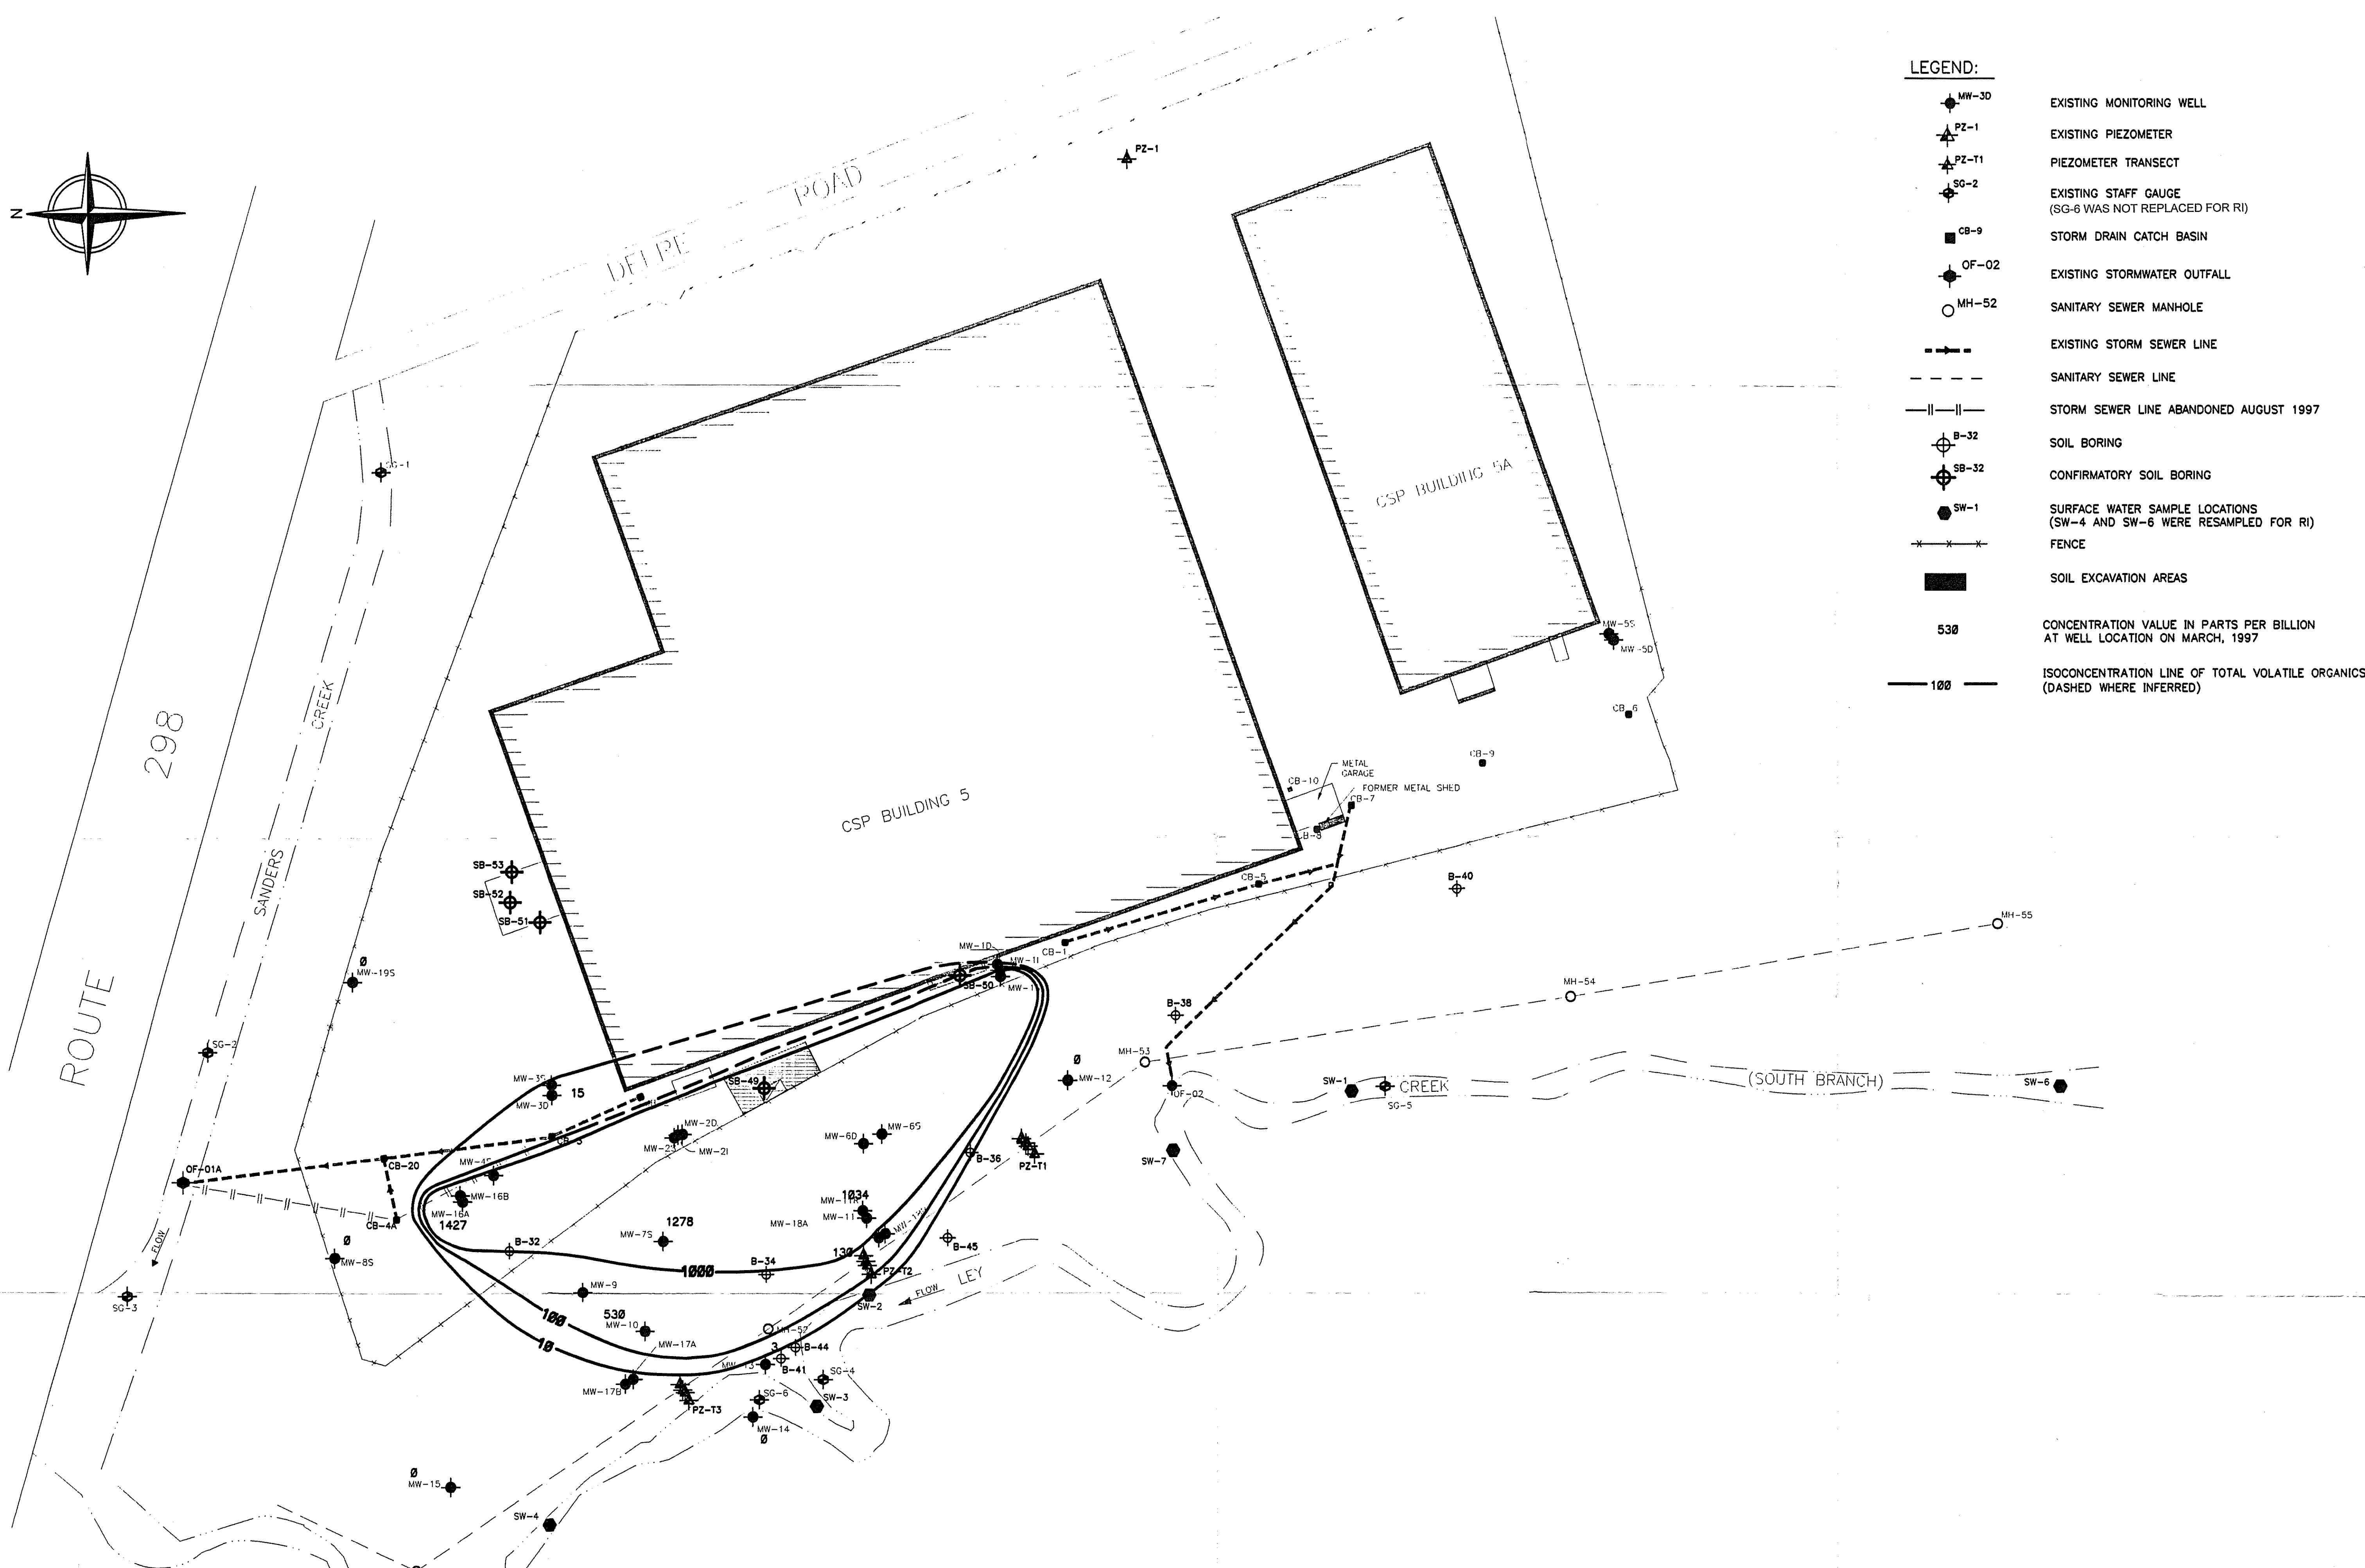 LEGEND:
MW-3D EXISTING MONITORING WELL
PZ-1 EXISTING PIEZOMETER
PZ-T1 PIEZOMETER TRANSECT
SG-2 EXISTING STAFF GAUGE
(SG-6 WAS NOT REPLACED FOR RI)
CB-9 STORM DRAIN CATCH BASIN
OF-02 EXISTING STORMWATER OUTFALL
MH-52 SANITARY SEWER MANHOLE
EXISTING STORM SEWER LINE
SANITARY SEWER LINE
STORM SEWER LINE ABANDONED AUGUST 1997
B-32 SOIL BORING
SB-32 CONFIRMATORY SOIL BORING
SW-1 SURFACE WATER SAMPLE LOCATIONS
(SW-4 AND SW-6 WERE RESAMPLED FOR RI)
FENCE
SOIL EXCAVATION AREAS
530 CONCENTRATION VALUE IN PARTS PER BILLION
AT WELL LOCATION ON MARCH, 1997
100 ISOCONCENTRATION LINE OF TOTAL VOLATILE ORGANICS
(DASHED WHERE INFERRED)
N
PZ-1
ROAD
SG-1
CSP BUILDING 5A
MW-5S
MW-5D
CB-6
CB-9
SANDERS CREEK
ROUTE 298
METAL
GARAGE
CB-10
FORMER METAL SHED
CB-7
CSP BUILDING 5
SB-53
SB-52
SB-51
CB-5
B-40
MH-55
CB-1
MW-1D
MW-1I
SB-50
0
MW-19S
MH-54
B-38
SG-2
MH-53
0
MW-12
MW-3S
15
MW-3D
SB-49
OF-02
SW-1
SG-5
CREEK
(SOUTH BRANCH)
SW-6
MW-2D
MW-2I
MW-6D
MW-6S
B-36
PZ-T1
SW-7
OF-01A
CB-20
MW-16B
MW-16A
1427
CB-4A
FLOW
0
MW-8S
1034
MW-11
MW-18A
1278
MW-7S
B-32
B-34
1000
130
PZ-T2
B-45
LEY
FLOW
SW-2
SG-3
MW-9
100
10
530
MW-10
MW-17A
3
B-44
B-41
MW-17B
SG-4
SG-6
SW-3
PZ-T3
MW-14
0
0
MW-15
SW-4